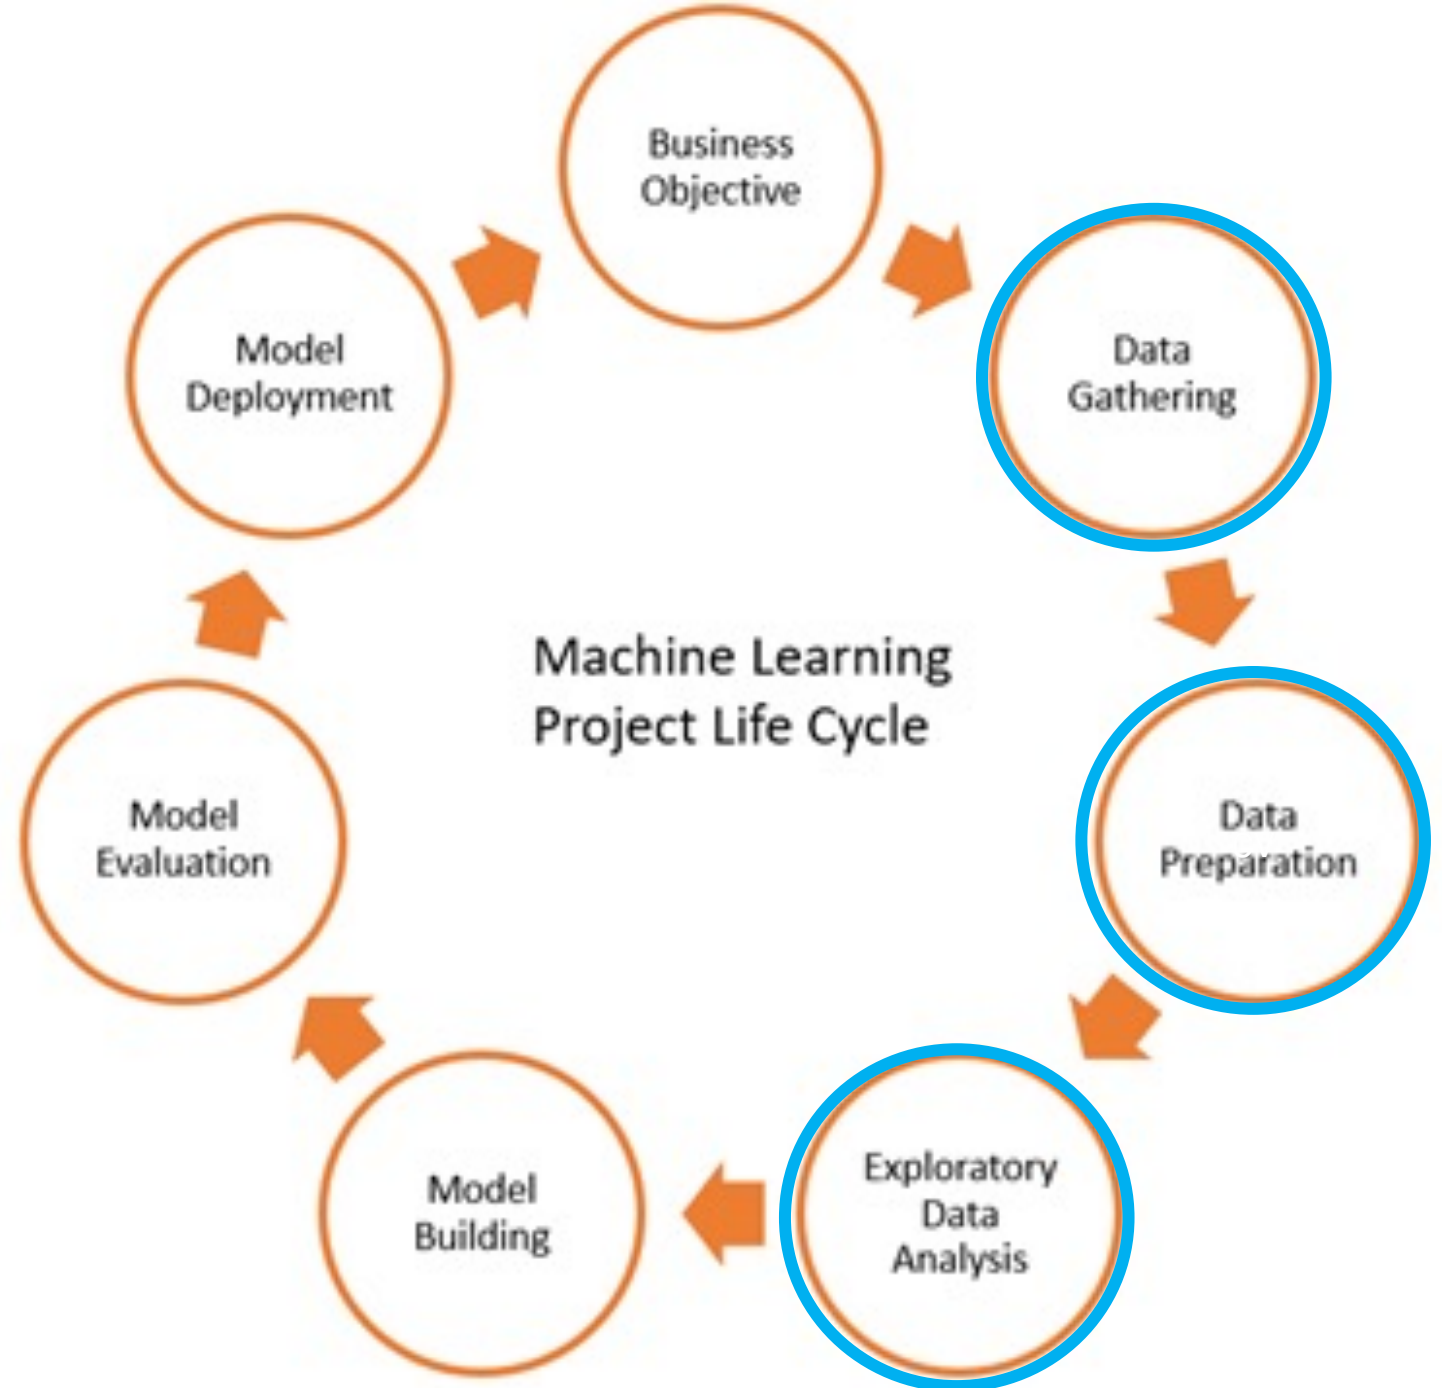 Business
Objective
Data
Gathering
Data
Preparation
Exploratory
Data
Analysis
Model
Building
Model
Evaluation
Model
Deployment
Machine Learning
Project Life Cycle